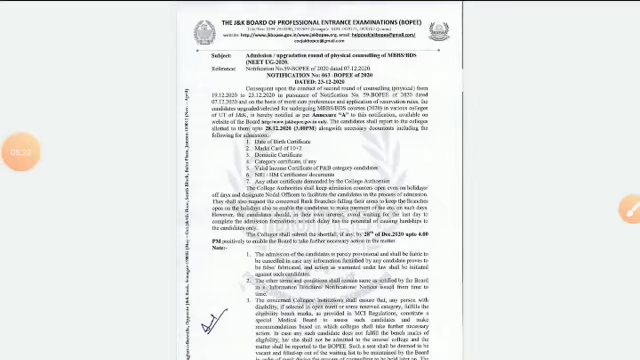 THE J&K BOARD OF PROFESSIONAL ENTRANCE EXAMINATIONS (BOPEE)
website: http://www.jkbopee.gov.in
Subject: Admission / upgradation round of physical counselling of MBBS/BDS
(NEET UG-2020.
Reference: Notification No.59-BOPEE of 2020 dated 07.12.2020.
NOTIFICATION No: 063 -BOPEE of 2020
DATED: 23-12-2020
Consequent upon the conduct of second round of counselling (physical) from
19.12.2020 to 23.12.2020 in pursuance of Notification No. 59-BOPEE of 2020 dated
07.12.2020 and on the basis of merit cum preferences and application of reservation rules, the
candidates upgraded/selected for undergoing MBBS/BDS courses (2020) in various colleges
of UT of J&K, is hereby notified as per Annexure "A" to this notification, available on
website of the Board http://www.jkbopee.gov.in only. The candidates shall report to the colleges
allotted to them upto 28.12.2020 (3.00PM) alongwith necessary documents including the
following for admission:
1. Date of Birth Certificate
2. Marks Card of 10+2
3. Domicile Certificate
4. Category certificate, if any
5. Valid Income Certificate of P&B category candidates
6. Certificates/ documents
7. Any other certificate demanded by the College Authorities
The College Authorities shall keep admission counters open even on holidays/
off days and designate Nodal Officers to facilitate the candidates in the process of admission.
They shall also request the concerned Bank Branches falling their areas to keep the Branches
open on the holidays also to enable the candidates to make payment of fee etc. on such days.
However, the candidates should, in their own interest, avoid waiting for the last day to
complete the admission formalities, as such delay has the potential of causing hardships to
the candidates only.
The Colleges shall submit the shortfall, if any, by 28th of Dec.2020 upto 4.00
PM positively to enable the Board to take further necessary action in the matter.
Note:-
1. The admission of the candidates is purely provisional and shall be liable to
be cancelled in case any information furnished by any candidate proves to
be false/ fabricated, and action as warranted under law shall be initiated
against such candidates.
2. The other terms and conditions shall remain same as notified by the Board
in e- Information Brochure/ Notifications/ Notices issued from time to
time.
3. The concerned Colleges/ Institutions shall ensure that, any person with
disability, if selected in open merit or some reserved category, fulfills the
eligibility bench marks, as provided in MCI Regulations, constitute a
special Medical Board to assess such candidates and make
recommendations based on which colleges shall take further necessary
action. In case any such candidate does not fulfill the bench marks of
eligibility, he/ she shall not be admitted to the course/ college and the
matter shall be reported to the BOPEE. Such a seat shall be deemed to be
vacant and filled-up out of the waiting list to be maintained by the Board